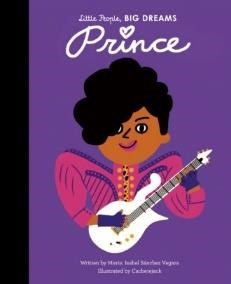 Little People, BIG DREAMS
Prince
Written by Maria Isabel Sánchez Vegara
Illustrated by Cachetejack